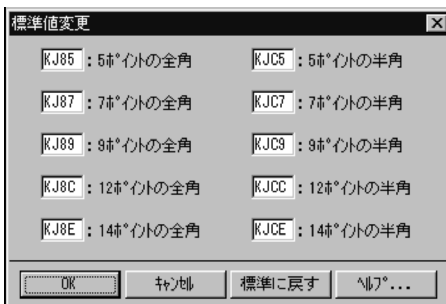 標準値変更
KJ85 : 5ﾎﾟｲﾝﾄの全角 KJC5 : 5ﾎﾟｲﾝﾄの半角
KJ87 : 7ﾎﾟｲﾝﾄの全角 KJC7 : 7ﾎﾟｲﾝﾄの半角
KJ89 : 9ﾎﾟｲﾝﾄの全角 KJC9 : 9ﾎﾟｲﾝﾄの半角
KJ8C : 12ﾎﾟｲﾝﾄの全角 KJCC : 12ﾎﾟｲﾝﾄの半角
KJ8E : 14ﾎﾟｲﾝﾄの全角 KJCE : 14ﾎﾟｲﾝﾄの半角
OK ｷｬﾝｾﾙ 標準に戻す ﾍﾙﾌﾟ...